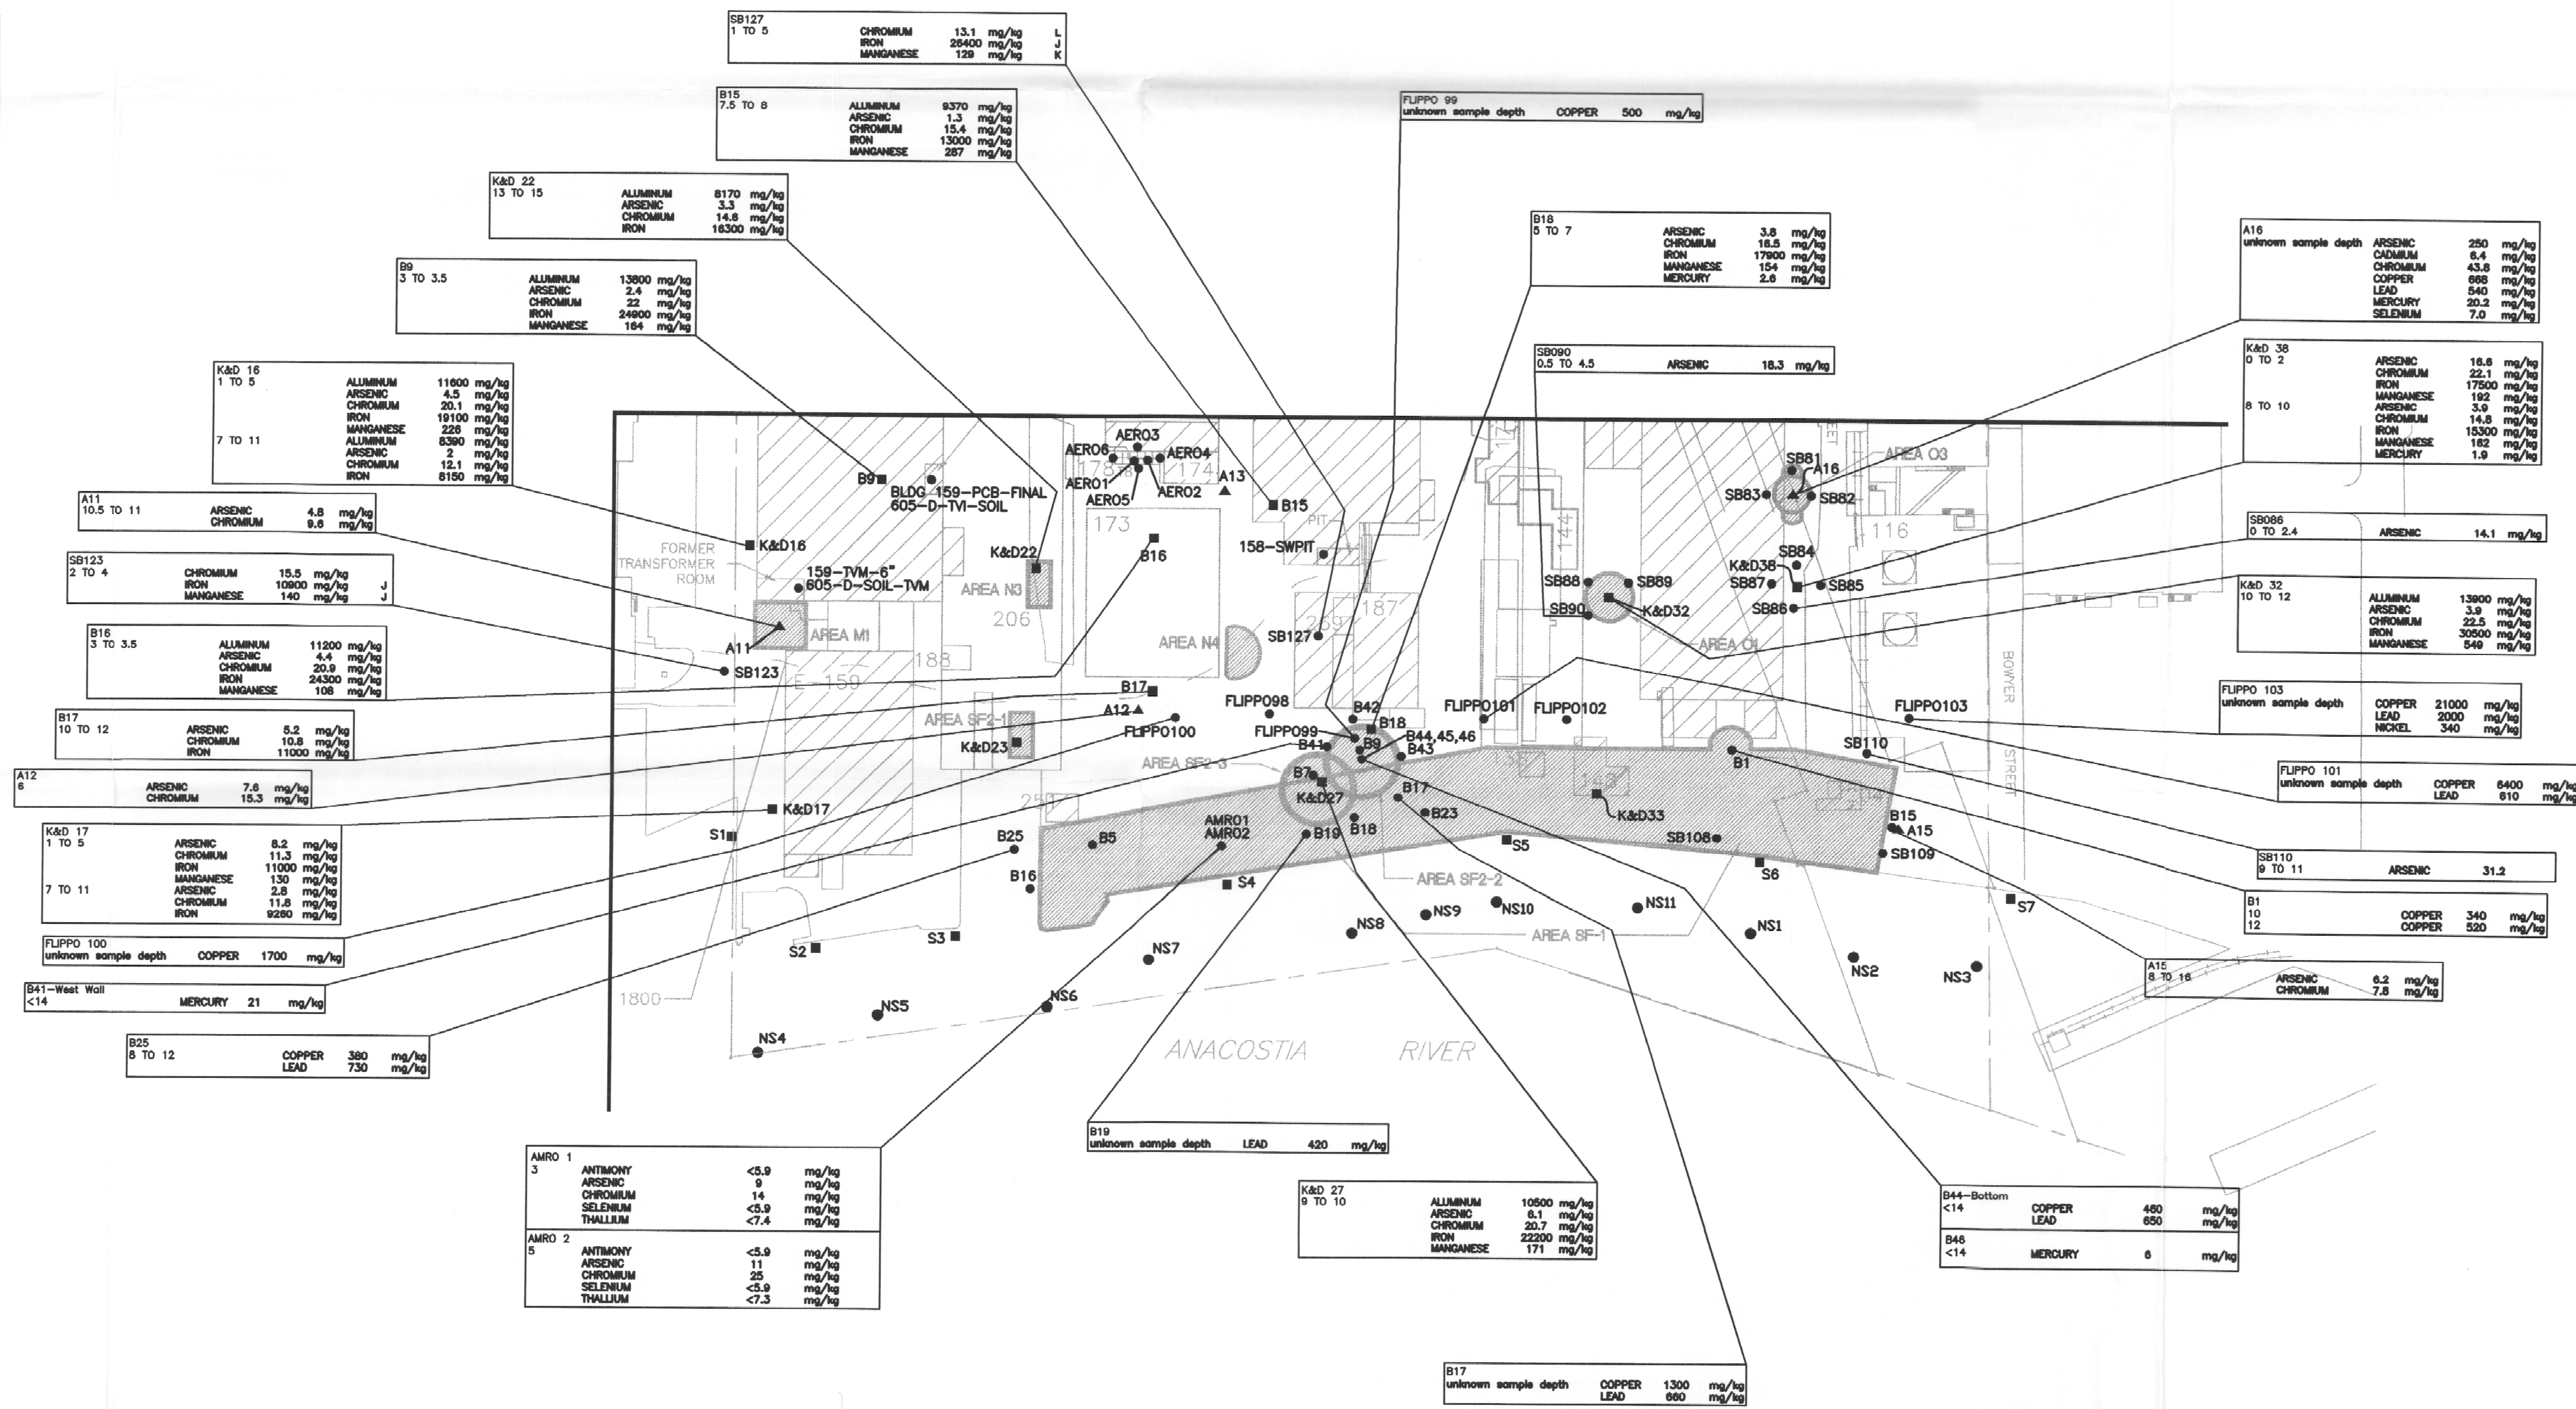 SB127
1 TO 5 CHROMIUM 13.1 mg/kg L
IRON 26400 mg/kg J
MANGANESE 129 mg/kg K
B15
7.5 TO 8 ALUMINUM 9370 mg/kg
ARSENIC 1.3 mg/kg
CHROMIUM 15.4 mg/kg
IRON 13000 mg/kg
MANGANESE 287 mg/kg
FLIPPO 99
unknown sample depth COPPER 500 mg/kg
K&D 22
13 TO 15 ALUMINUM 8170 mg/kg
ARSENIC 3.3 mg/kg
CHROMIUM 14.6 mg/kg
IRON 16300 mg/kg
B18
5 TO 7 ARSENIC 3.8 mg/kg
CHROMIUM 16.5 mg/kg
IRON 17900 mg/kg
MANGANESE 154 mg/kg
MERCURY 2.6 mg/kg
A16
unknown sample depth ARSENIC 250 mg/kg
CADMIUM 6.4 mg/kg
CHROMIUM 43.8 mg/kg
COPPER 668 mg/kg
LEAD 540 mg/kg
MERCURY 20.2 mg/kg
SELENIUM 7.0 mg/kg
B9
3 TO 3.5 ALUMINUM 13800 mg/kg
ARSENIC 2.4 mg/kg
CHROMIUM 22 mg/kg
IRON 24900 mg/kg
MANGANESE 164 mg/kg
SB090
0.5 TO 4.5 ARSENIC 18.3 mg/kg
K&D 38
0 TO 2 ARSENIC 16.6 mg/kg
CHROMIUM 22.1 mg/kg
IRON 17500 mg/kg
MANGANESE 192 mg/kg
8 TO 10 ARSENIC 3.9 mg/kg
CHROMIUM 14.8 mg/kg
IRON 15300 mg/kg
MANGANESE 162 mg/kg
MERCURY 1.9 mg/kg
K&D 16
1 TO 5 ALUMINUM 11600 mg/kg
ARSENIC 4.5 mg/kg
CHROMIUM 20.1 mg/kg
IRON 19100 mg/kg
MANGANESE 226 mg/kg
7 TO 11 ALUMINUM 8390 mg/kg
ARSENIC 2 mg/kg
CHROMIUM 12.1 mg/kg
IRON 8150 mg/kg
A11
10.5 TO 11 ARSENIC 4.8 mg/kg
CHROMIUM 9.6 mg/kg
SB086
0 TO 2.4 ARSENIC 14.1 mg/kg
SB123
2 TO 4 CHROMIUM 15.5 mg/kg
IRON 10900 mg/kg J
MANGANESE 140 mg/kg J
K&D 32
10 TO 12 ALUMINUM 13900 mg/kg
ARSENIC 3.9 mg/kg
CHROMIUM 22.5 mg/kg
IRON 30500 mg/kg
MANGANESE 549 mg/kg
B16
3 TO 3.5 ALUMINUM 11200 mg/kg
ARSENIC 4.4 mg/kg
CHROMIUM 20.9 mg/kg
IRON 24300 mg/kg
MANGANESE 108 mg/kg
FLIPPO 103
unknown sample depth COPPER 21000 mg/kg
LEAD 2000 mg/kg
NICKEL 340 mg/kg
B17
10 TO 12 ARSENIC 5.2 mg/kg
CHROMIUM 10.8 mg/kg
IRON 11000 mg/kg
FLIPPO 101
unknown sample depth COPPER 6400 mg/kg
LEAD 610 mg/kg
A12
6 ARSENIC 7.6 mg/kg
CHROMIUM 15.3 mg/kg
K&D 17
1 TO 5 ARSENIC 8.2 mg/kg
CHROMIUM 11.3 mg/kg
IRON 11000 mg/kg
MANGANESE 130 mg/kg
7 TO 11 ARSENIC 2.8 mg/kg
CHROMIUM 11.8 mg/kg
IRON 9260 mg/kg
SB110
9 TO 11 ARSENIC 31.2
B1
10 COPPER 340 mg/kg
12 COPPER 520 mg/kg
FLIPPO 100
unknown sample depth COPPER 1700 mg/kg
A15
8 TO 16 ARSENIC 6.2 mg/kg
CHROMIUM 7.8 mg/kg
B41-West Wall
<14 MERCURY 21 mg/kg
B25
8 TO 12 COPPER 380 mg/kg
LEAD 730 mg/kg
AMRO 1
3 ANTIMONY <5.9 mg/kg
ARSENIC 9 mg/kg
CHROMIUM 14 mg/kg
SELENIUM <5.9 mg/kg
THALLIUM <7.4 mg/kg
AMRO 2
5 ANTIMONY <5.9 mg/kg
ARSENIC 11 mg/kg
CHROMIUM 25 mg/kg
SELENIUM <5.9 mg/kg
THALLIUM <7.3 mg/kg
B19
unknown sample depth LEAD 420 mg/kg
K&D 27
9 TO 10 ALUMINUM 10500 mg/kg
ARSENIC 6.1 mg/kg
CHROMIUM 20.7 mg/kg
IRON 22200 mg/kg
MANGANESE 171 mg/kg
B44-Bottom
<14 COPPER 460 mg/kg
LEAD 650 mg/kg
B46
<14 MERCURY 6 mg/kg
B17
unknown sample depth COPPER 1300 mg/kg
LEAD 660 mg/kg
AERO3
AERO6
AERO4
178
174
AERO1
AERO2
AERO5
A13
B9
BLDG 159-PCB-FINAL
605-D-TVI-SOIL
B15
173
PIT
144
SB81
AREA O3
A16
SB83
SB82
116
FORMER
TRANSFORMER
ROOM
K&D16
K&D22
B16
158-SWPIT
SB84
K&D38
SB87
SB85
SB86
SB88
SB89
159-TVM-6"
605-D-SOIL-TVM
AREA N3
206
187
269
SB90
K&D32
AREA M1
A11
AREA N4
SB127
AREA O1
188
SB123
E-159
BOWYER
STREET
B17
A12
FLIPPO100
FLIPPO98
B42
B18
FLIPPO99
FLIPPO101
FLIPPO102
FLIPPO103
AREA SF2-1
K&D23
B41
B9
B44,45,46
B43
SB110
B1
AREA SF2-3
B7
K&D27
B17
143
K&D17
S1
B23
K&D33
B15
A15
AMRO1
AMRO2
B25
B5
B19
B18
S5
SB108
SB109
B16
S4
AREA SF2-2
S6
S7
NS9
NS10
NS11
NS8
AREA SF-1
NS1
S2
S3
NS7
NS2
NS3
1800
NS5
NS6
NS4
ANACOSTIA RIVER